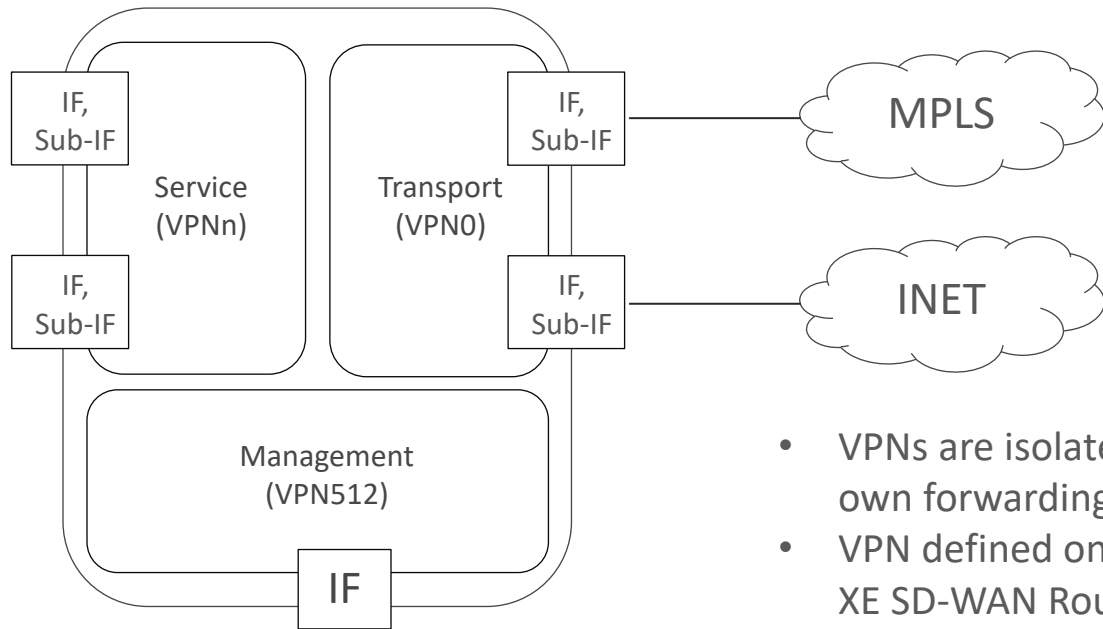 IF,
Sub-IF
IF,
Sub-IF
Service
(VPNn)
Transport
(VPN0)
IF,
Sub-IF
IF,
Sub-IF
Management
(VPN512)
IF
MPLS
INET
• VPNs are isolate
own forwarding
• VPN defined on
XE SD-WAN Rou